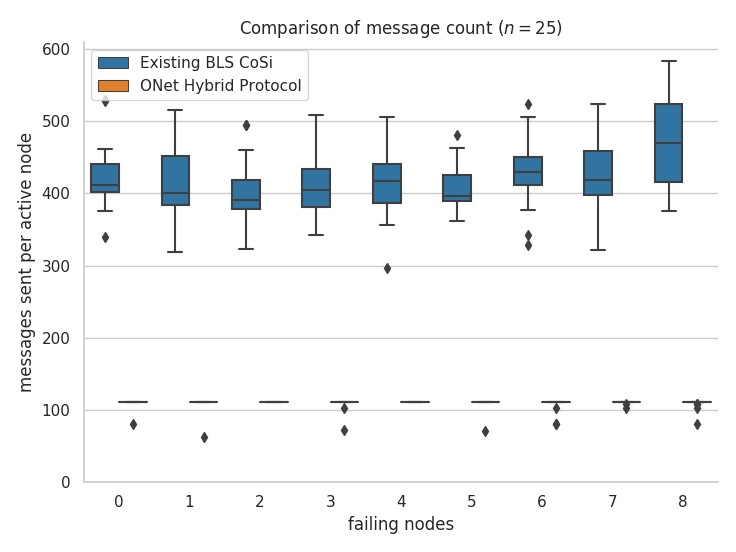 Comparison of message count (n = 25)
Existing BLS CoSi
ONet Hybrid Protocol
messages sent per active node
600
500
400
300
200
100
0
0 1 2 3 4 5 6 7 8
failing nodes